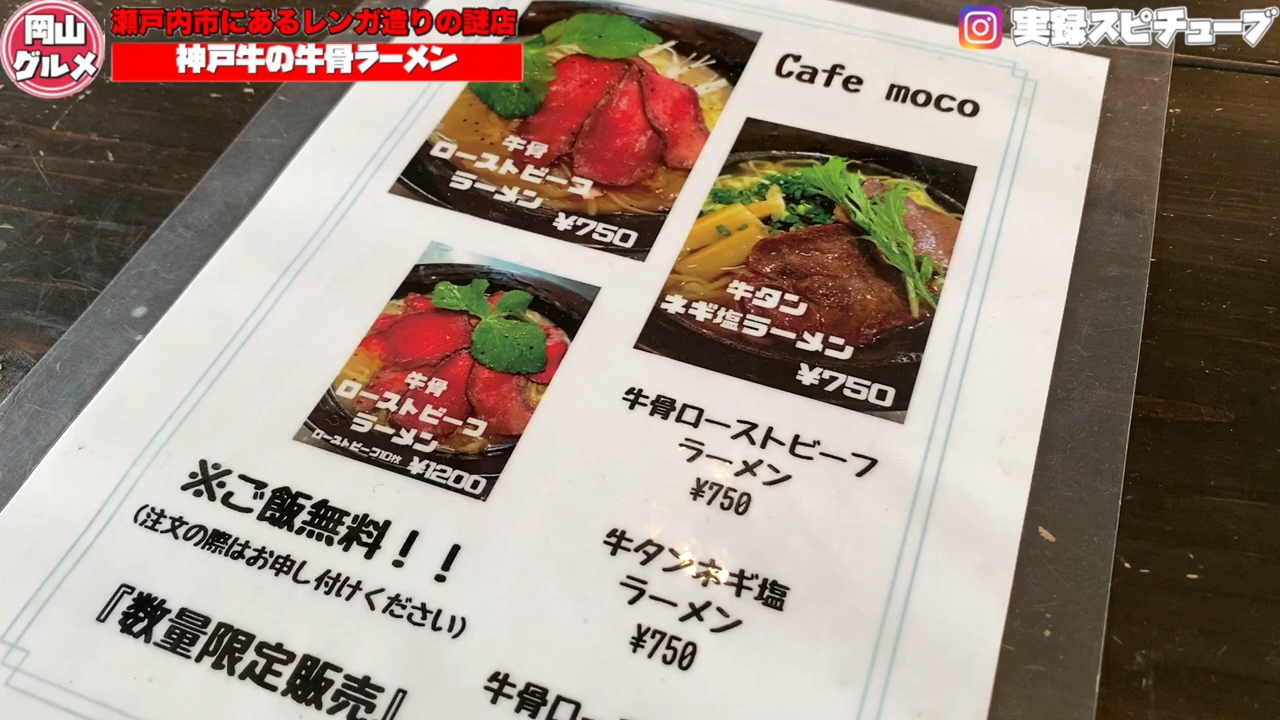 岡山
グルメ
瀬戸内市にあるレンガ造りの謎店
神戸牛の牛骨ラーメン
実録スピチューブ
Cafe moco
牛骨
ローストビーフ
ラーメン
¥750
牛タン
ネギ塩ラーメン
¥750
牛骨
ローストビーフ
ラーメン
ローストビーフ10枚 ¥1200
牛骨ローストビーフ
ラーメン
¥750
牛タンネギ塩
ラーメン
¥750
牛骨ロー
※ご飯無料！！
(注文の際はお申し付けください)
『数量限定販売』